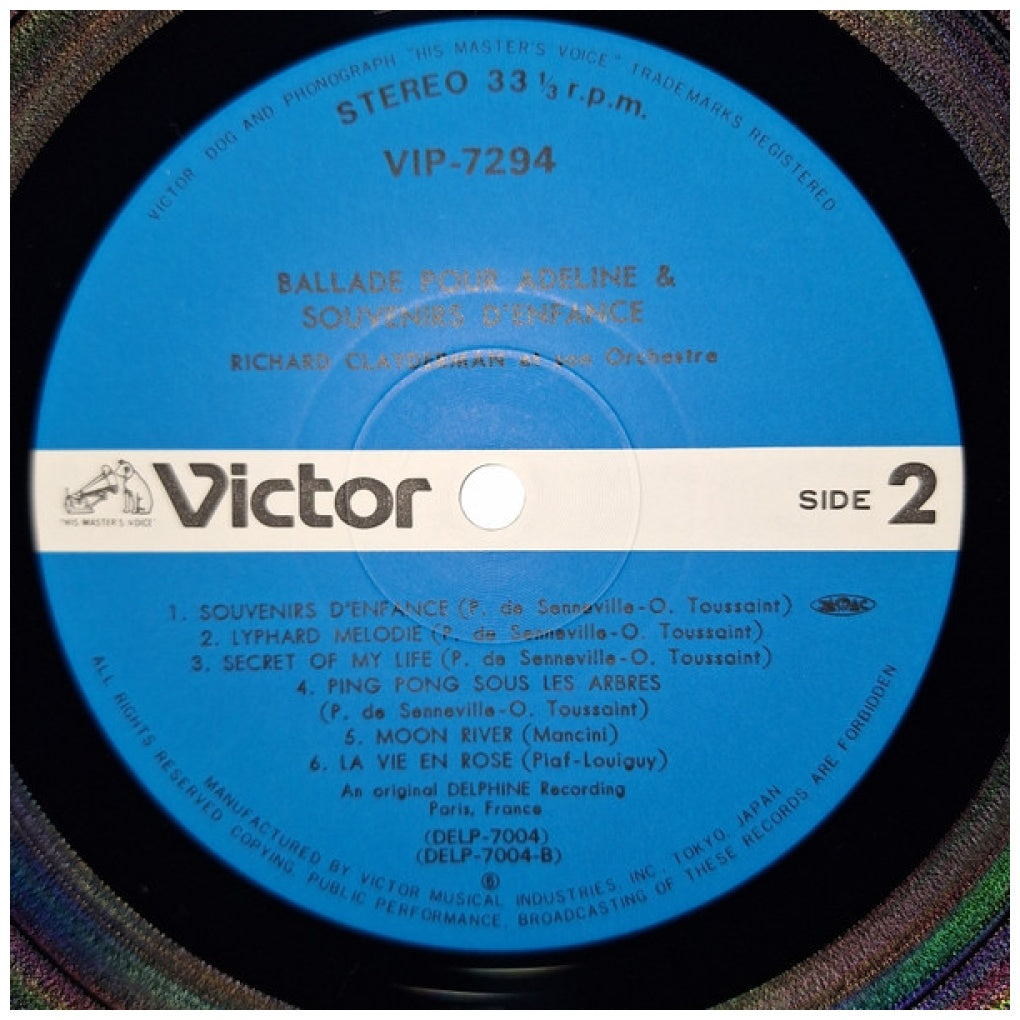 VICTOR DOG AND PHONOGRAPH "HIS MASTER'S VOICE" TRADEMARKS REGISTERED
STEREO 33 1/3 r.p.m.
VIP-7294
BALLADE POUR ADELINE &
SOUVENIRS D'ENFANCE
RICHARD CLAYDERMAN et son Orchestre
"HIS MASTER'S VOICE"
Victor
SIDE 2
1. SOUVENIRS D'ENFANCE (P. de Senneville-O. Toussaint)
2. LYPHARD MELODIE (P. de Senneville-O. Toussaint)
3. SECRET OF MY LIFE (P. de Senneville-O. Toussaint)
4. PING PONG SOUS LES ARBRES
(P. de Senneville-O. Toussaint)
5. MOON RIVER (Mancini)
6. LA VIE EN ROSE (Piaf-Louiguy)
An original DELPHINE Recording
Paris, France
(DELP-7004)
(DELP-7004-B)
MANUFACTURED BY VICTOR MUSICAL INDUSTRIES, INC. TOKYO, JAPAN
ALL RIGHTS RESERVED COPYING, PUBLIC PERFORMANCE, BROADCASTING OF THESE RECORDS ARE FORBIDDEN